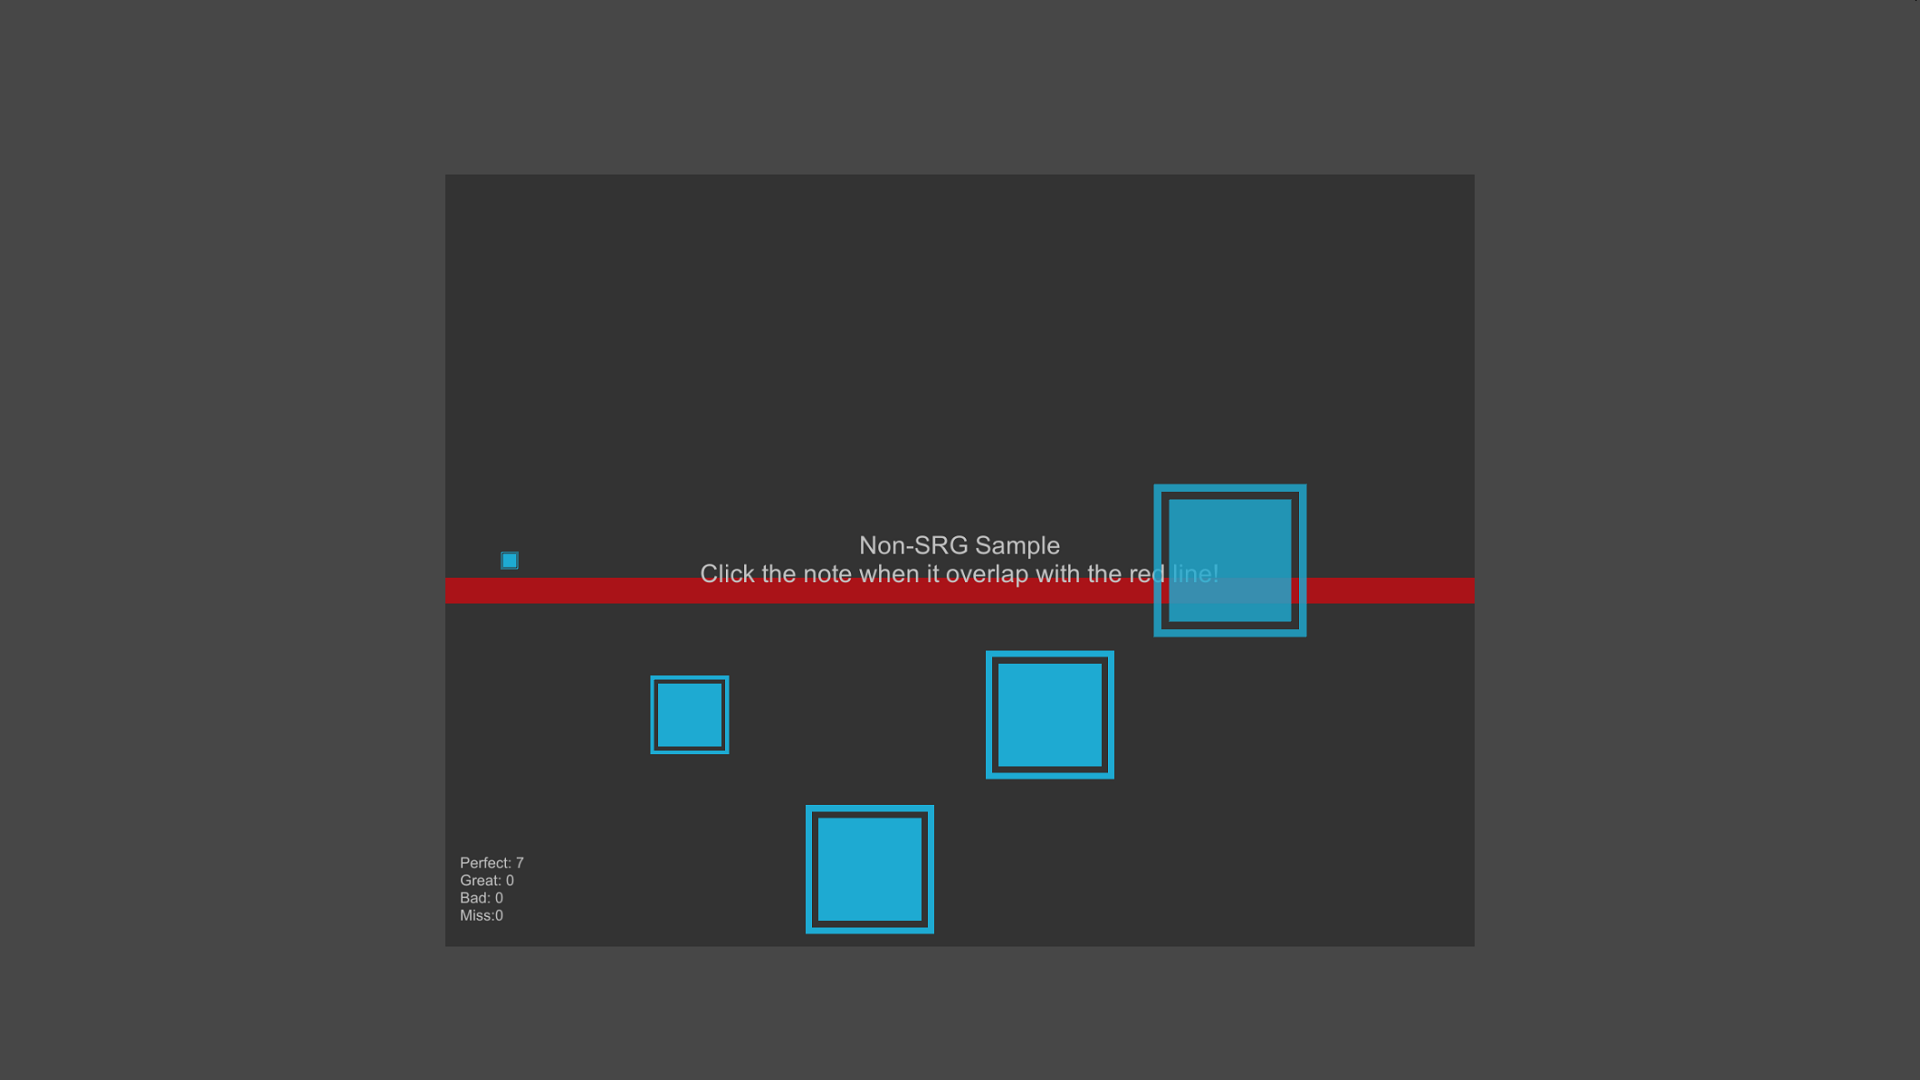 Non-SRG Sample
Click the note when it overlap with the red line!
Perfect: 7
Great: 0
Bad: 0
Miss:0